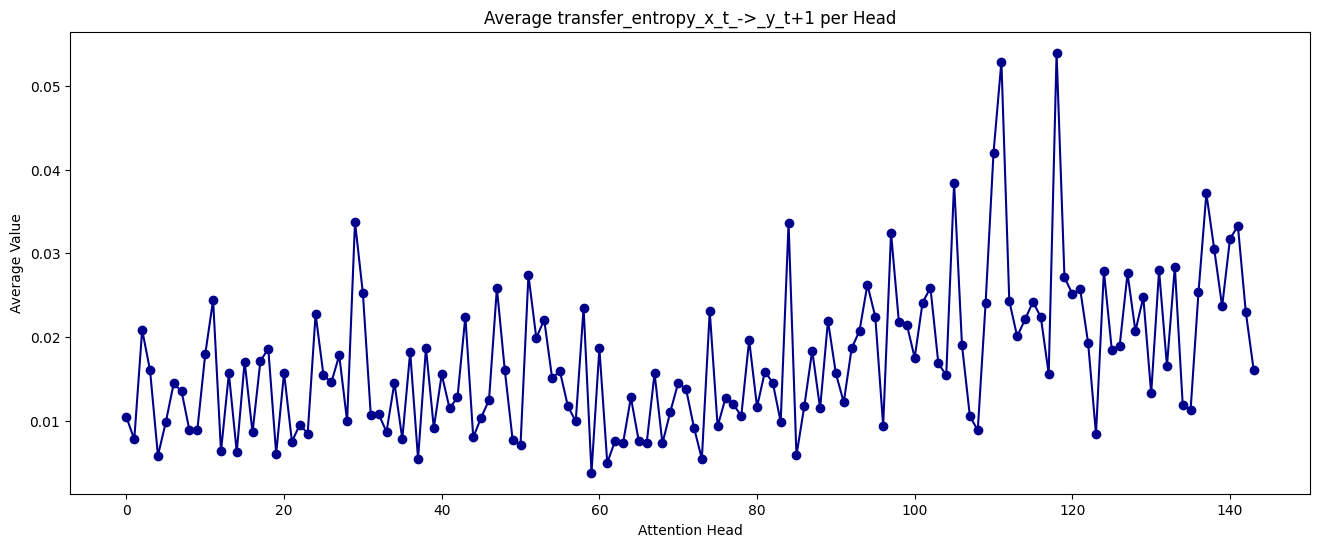 Average transfer_entropy_x_t_->_y_t+1 per Head
Average Value
0.05
0.04
0.03
0.02
0.01
0 20 40 60 80 100 120 140
Attention Head